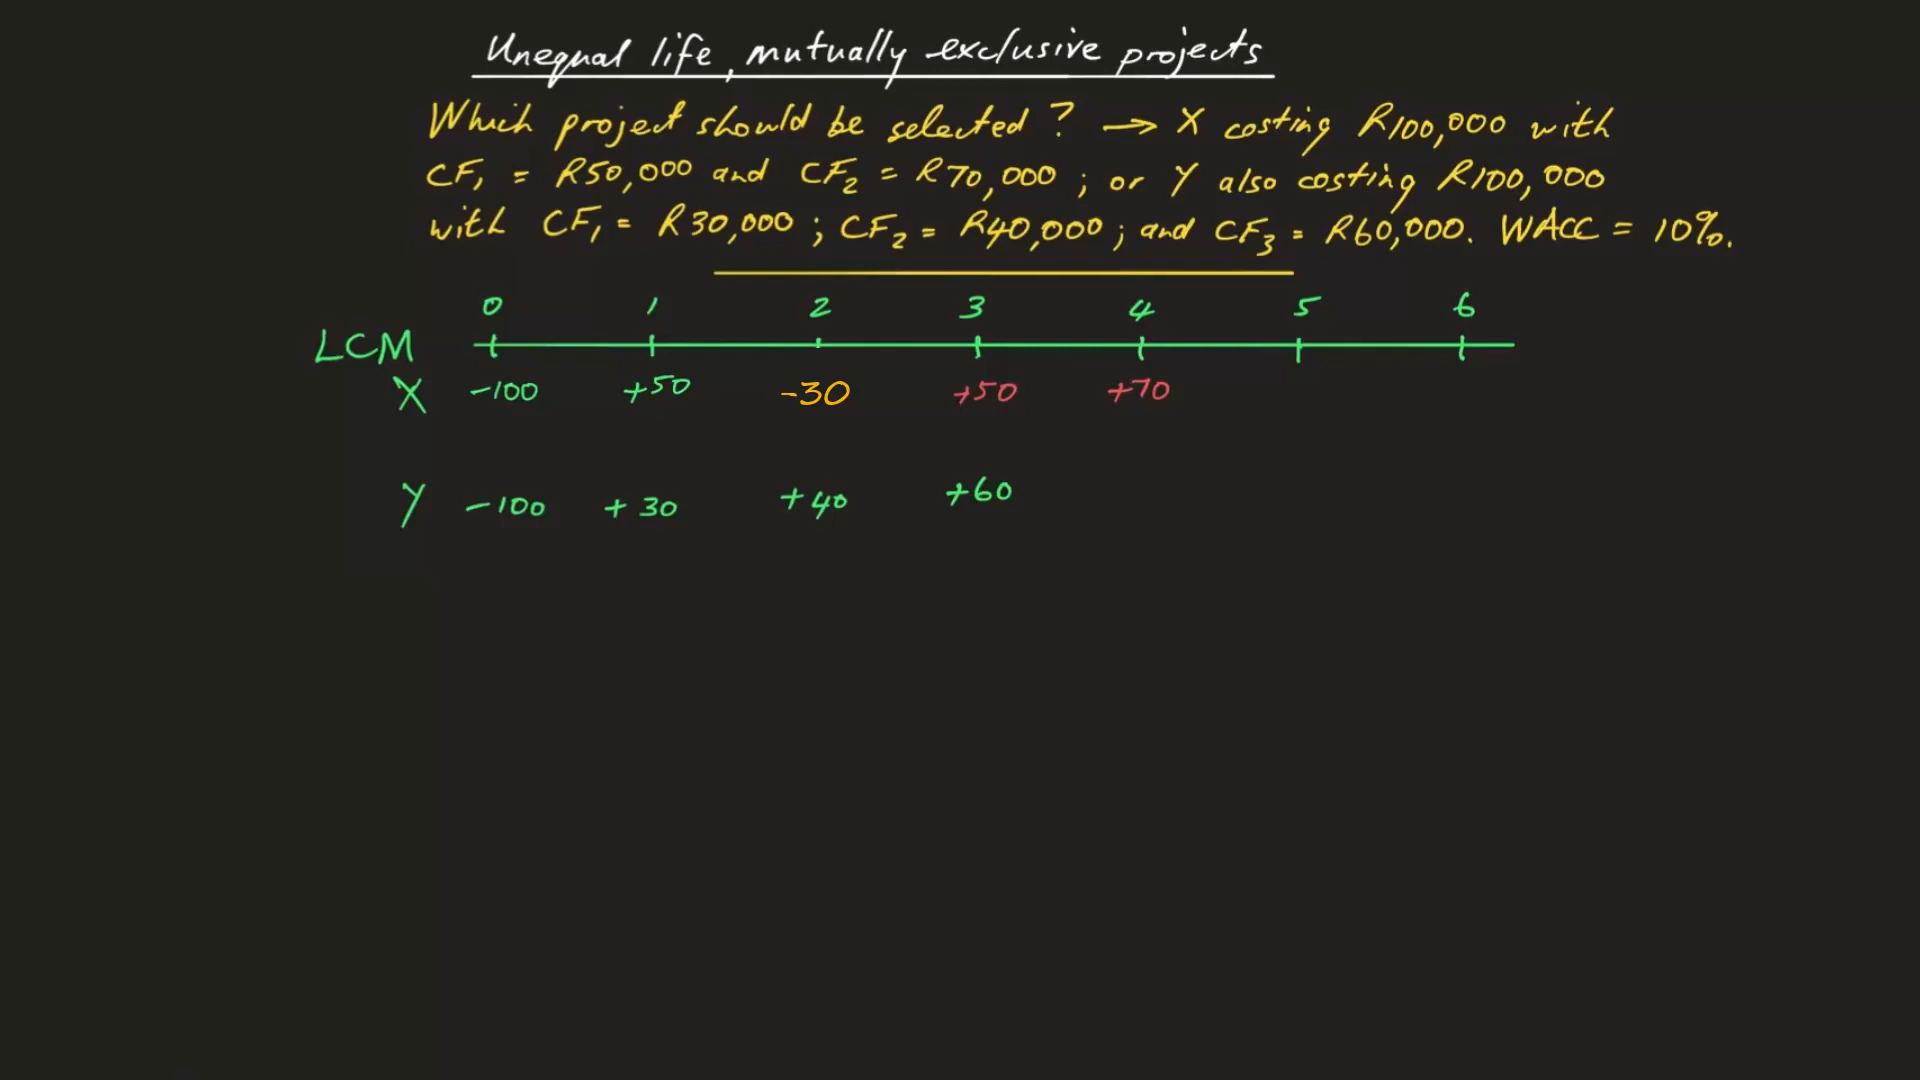 Unequal life, mutually exclusive projects
Which project should be selected? → X costing R100,000 with
CF₁ = R50,000 and CF₂ = R70,000; or Y also costing R100,000
with CF₁ = R30,000; CF₂ = R40,000; and CF₃ = R60,000. WACC = 10%.
0 1 2 3 4 5 6
LCM
X -100 +50 -30 +50 +70
Y -100 +30 +40 +60